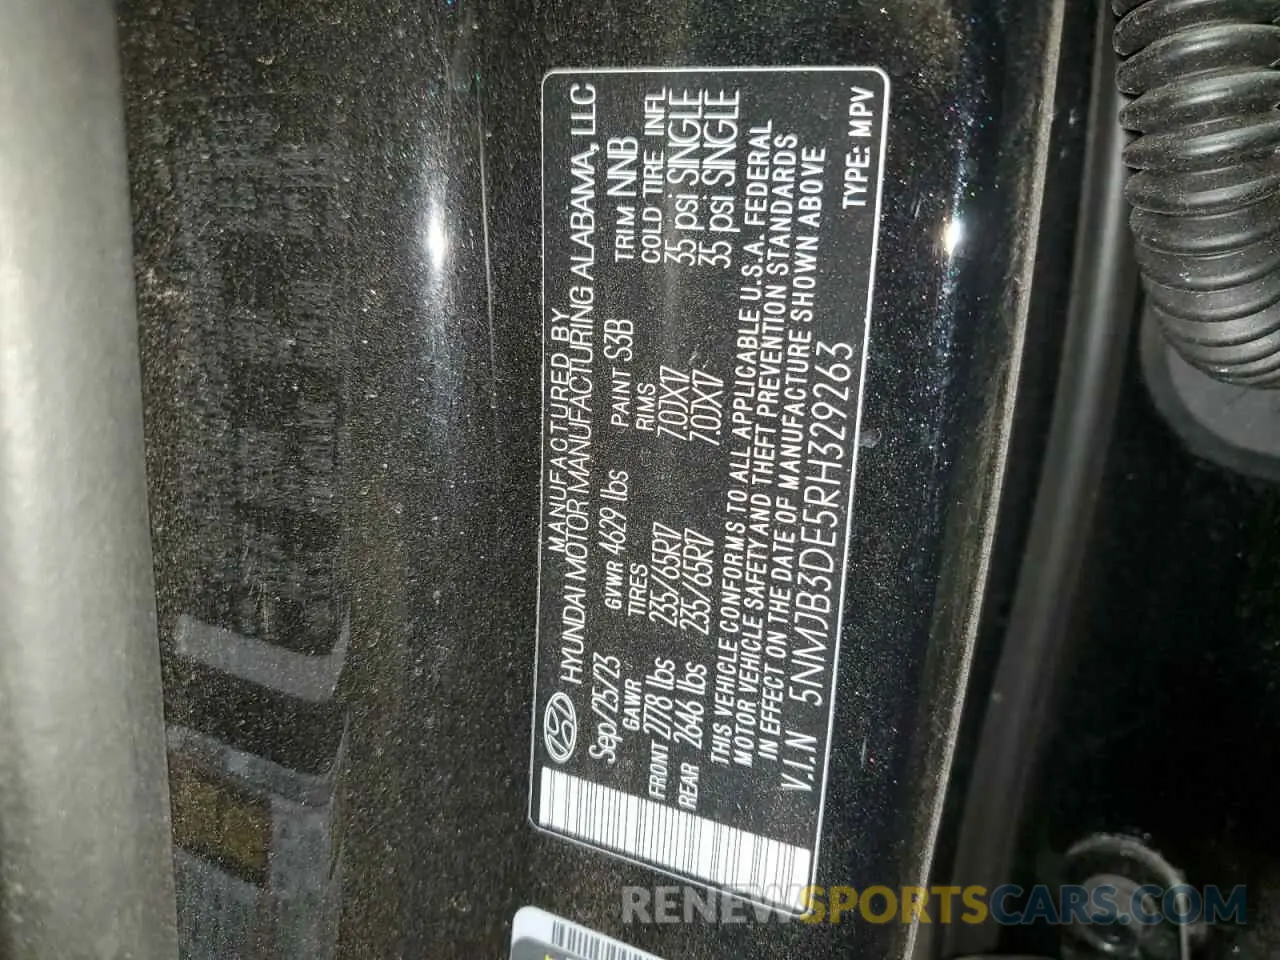 MANUFACTURED BY
HYUNDAI MOTOR MANUFACTURING ALABAMA, LLC
Sep/25/23 GVWR 4629 lbs PAINT S3B TRIM NNB
GAWR TIRES RIMS COLD TIRE INFL
FRONT 2778 lbs 235/65R17 7.0JX17 35 psi SINGLE
REAR 2646 lbs 235/65R17 7.0JX17 35 psi SINGLE
THIS VEHICLE CONFORMS TO ALL APPLICABLE U.S.A. FEDERAL
MOTOR VEHICLE SAFETY AND THEFT PREVENTION STANDARDS
IN EFFECT ON THE DATE OF MANUFACTURE SHOWN ABOVE
V.I.N 5NMJB3DE5RH329263 TYPE: MPV
RENEWSPORTSCARS.COM